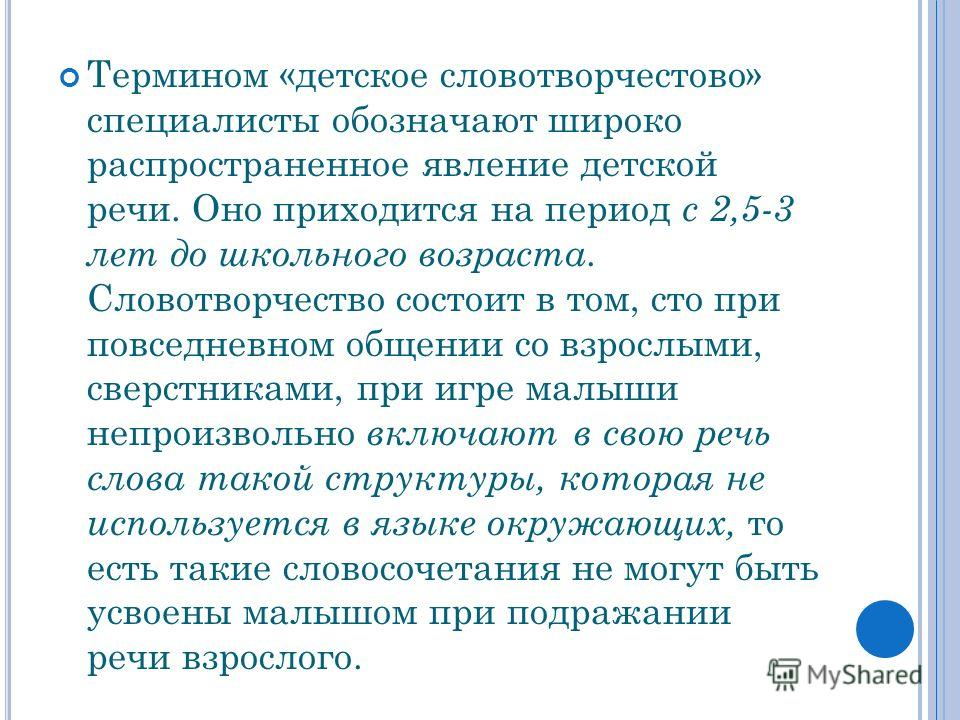 Термином «детское словотворчестово»
специалисты обозначают широко
распространенное явление детской
речи. Оно приходится на период с 2,5-3
лет до школьного возраста.
Словотворчество состоит в том, сто при
повседневном общении со взрослыми,
сверстниками, при игре малыши
непроизвольно включают в свою речь
слова такой структуры, которая не
используется в языке окружающих, то
есть такие словосочетания не могут быть
усвоены малышом при подражании
речи взрослого.
MyShared